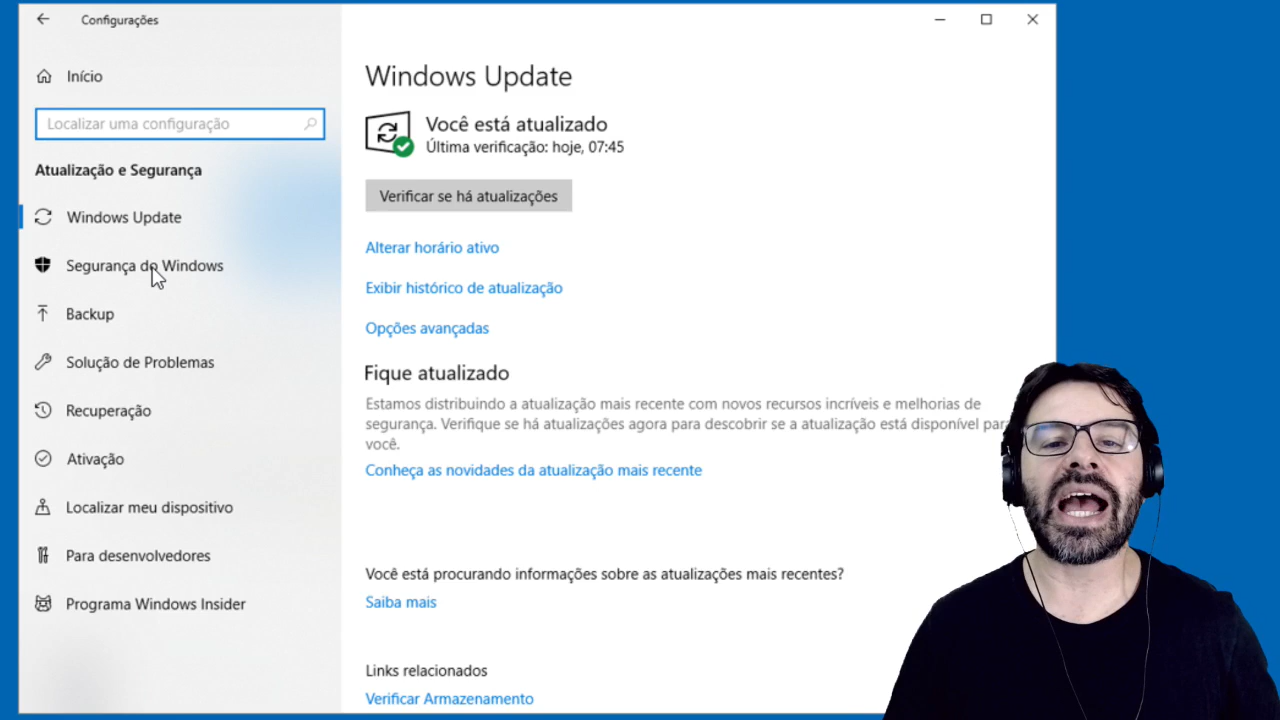 Configurações
Início
Localizar uma configuração
Atualização e Segurança
Windows Update
Segurança do Windows
Backup
Solução de Problemas
Recuperação
Ativação
Localizar meu dispositivo
Para desenvolvedores
Programa Windows Insider
Windows Update
Você está atualizado
Última verificação: hoje, 07:45
Verificar se há atualizações
Alterar horário ativo
Exibir histórico de atualização
Opções avançadas
Fique atualizado
Estamos distribuindo a atualização mais recente com novos recursos incríveis e melhorias de
segurança. Verifique se há atualizações agora para descobrir se a atualização está disponível para
você.
Conheça as novidades da atualização mais recente
Você está procurando informações sobre as atualizações mais recentes?
Saiba mais
Links relacionados
Verificar Armazenamento